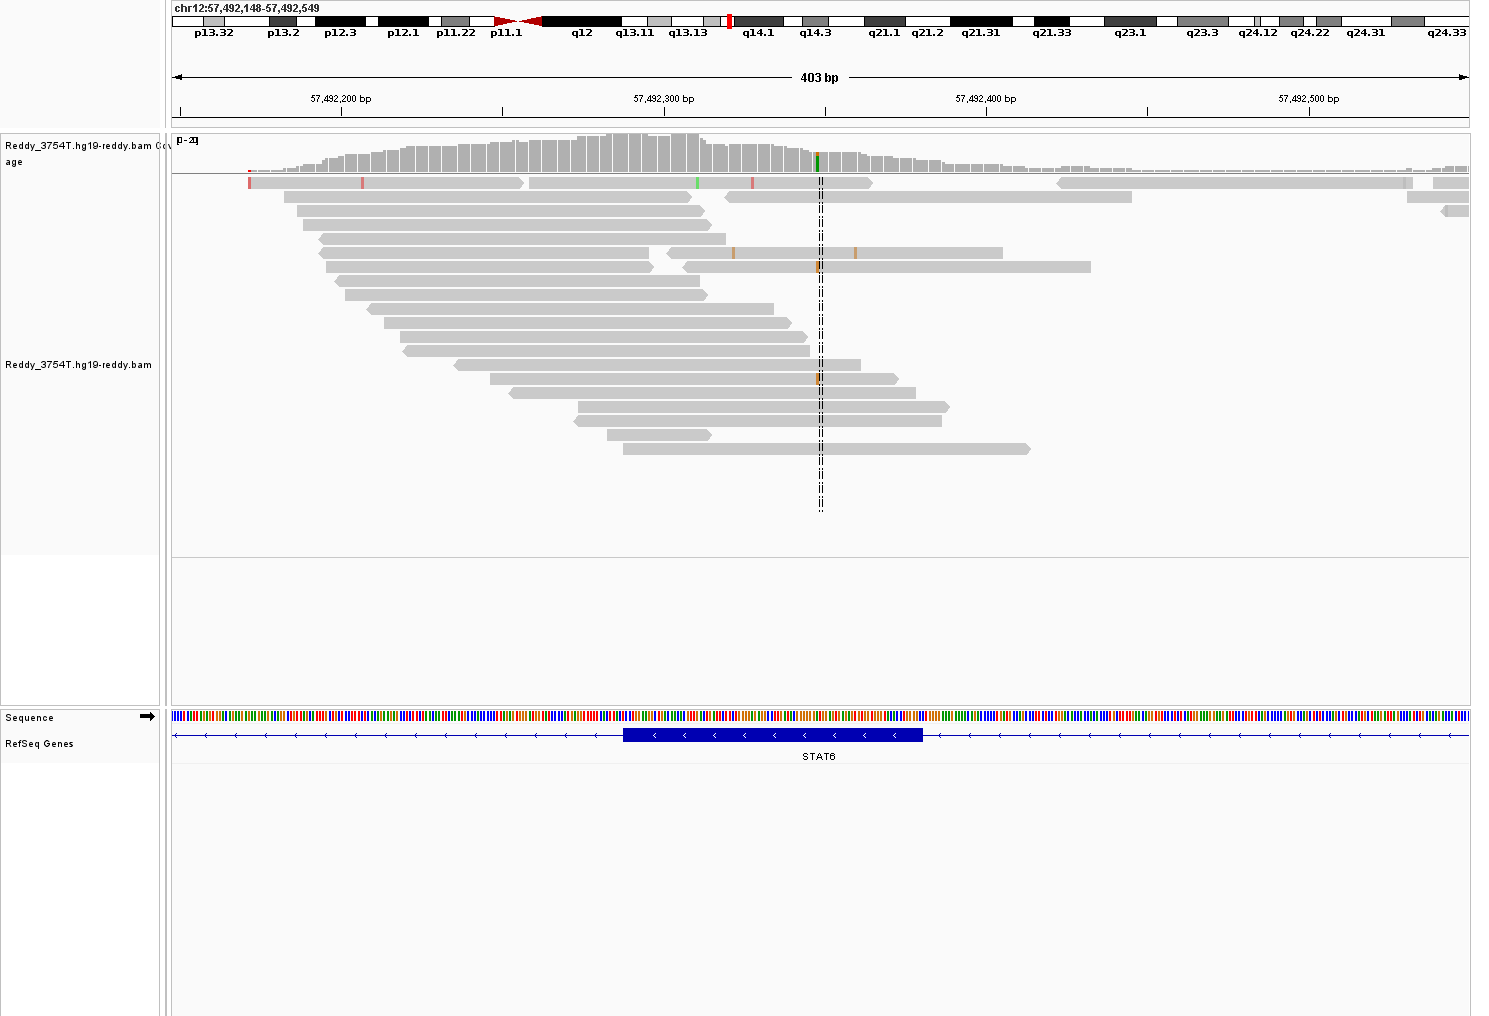 chr12:57,492,148-57,492,549
p13.32 p13.2 p12.3 p12.1 p11.22 p11.1 q12 q13.11 q13.13 q14.1 q14.3 q21.1 q21.2 q21.31 q21.33 q23.1 q23.3 q24.12 q24.22 q24.31 q24.33
403 bp
57,492,200 bp 57,492,300 bp 57,492,400 bp 57,492,500 bp
Reddy_3754T.hg19-reddy.bam Cov
age
[0 - 20]
Reddy_3754T.hg19-reddy.bam
Sequence
RefSeq Genes
STAT6